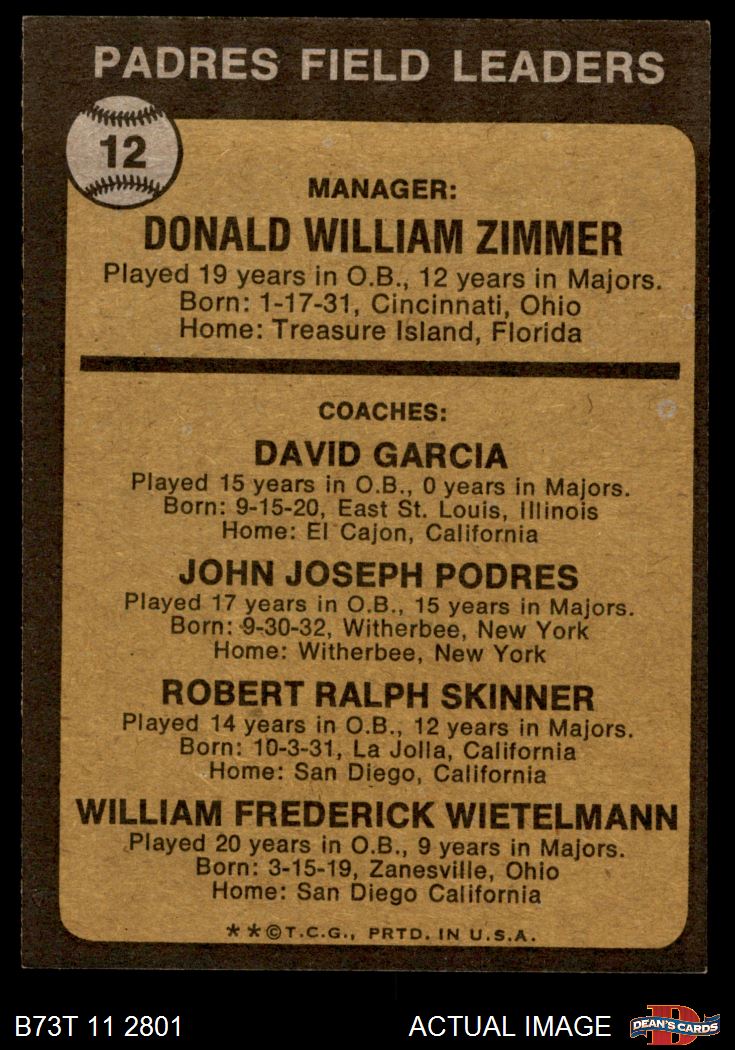 PADRES FIELD LEADERS
12
MANAGER:
DONALD WILLIAM ZIMMER
Played 19 years in O.B., 12 years in Majors.
Born: 1-17-31, Cincinnati, Ohio
Home: Treasure Island, Florida
COACHES:
DAVID GARCIA
Played 15 years in O.B., 0 years in Majors.
Born: 9-15-20, East St. Louis, Illinois
Home: El Cajon, California
JOHN JOSEPH PODRES
Played 17 years in O.B., 15 years in Majors.
Born: 9-30-32, Witherbee, New York
Home: Witherbee, New York
ROBERT RALPH SKINNER
Played 14 years in O.B., 12 years in Majors.
Born: 10-3-31, La Jolla, California
Home: San Diego, California
WILLIAM FREDERICK WIETELMANN
Played 20 years in O.B., 9 years in Majors.
Born: 3-15-19, Zanesville, Ohio
Home: San Diego California
**©T.C.G., PRTD. IN U.S.A.
B73T 11 2801
ACTUAL IMAGE
D
DEAN'S CARDS